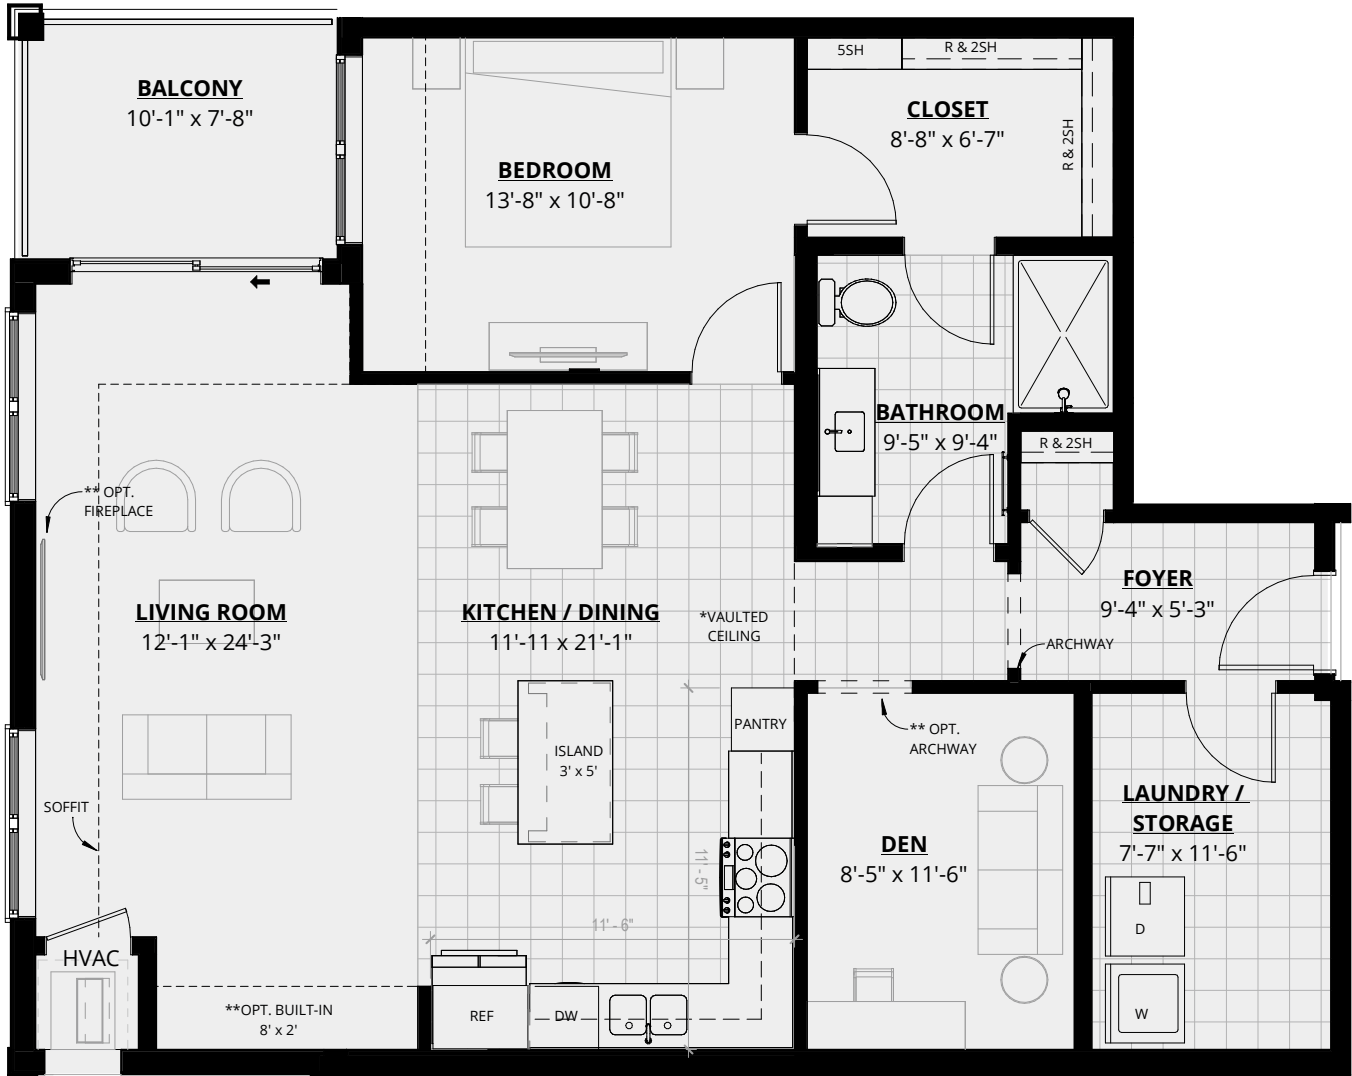 BALCONY
10'-1" x 7'-8"
BEDROOM
13'-8" x 10'-8"
5SH
R & 2SH
CLOSET
8'-8" x 6'-7"
R & 2SH
BATHROOM
9'-5" x 9'-4"
R & 2SH
** OPT.
FIREPLACE
LIVING ROOM
12'-1" x 24'-3"
KITCHEN / DINING
11'-11 x 21'-1"
*VAULTED
CEILING
FOYER
9'-4" x 5'-3"
ARCHWAY
PANTRY
** OPT.
ARCHWAY
ISLAND
3' x 5'
SOFFIT
11' - 5"
11' - 6"
DEN
8'-5" x 11'-6"
LAUNDRY /
STORAGE
7'-7" x 11'-6"
D
W
HVAC
**OPT. BUILT-IN
8' x 2'
REF
DW